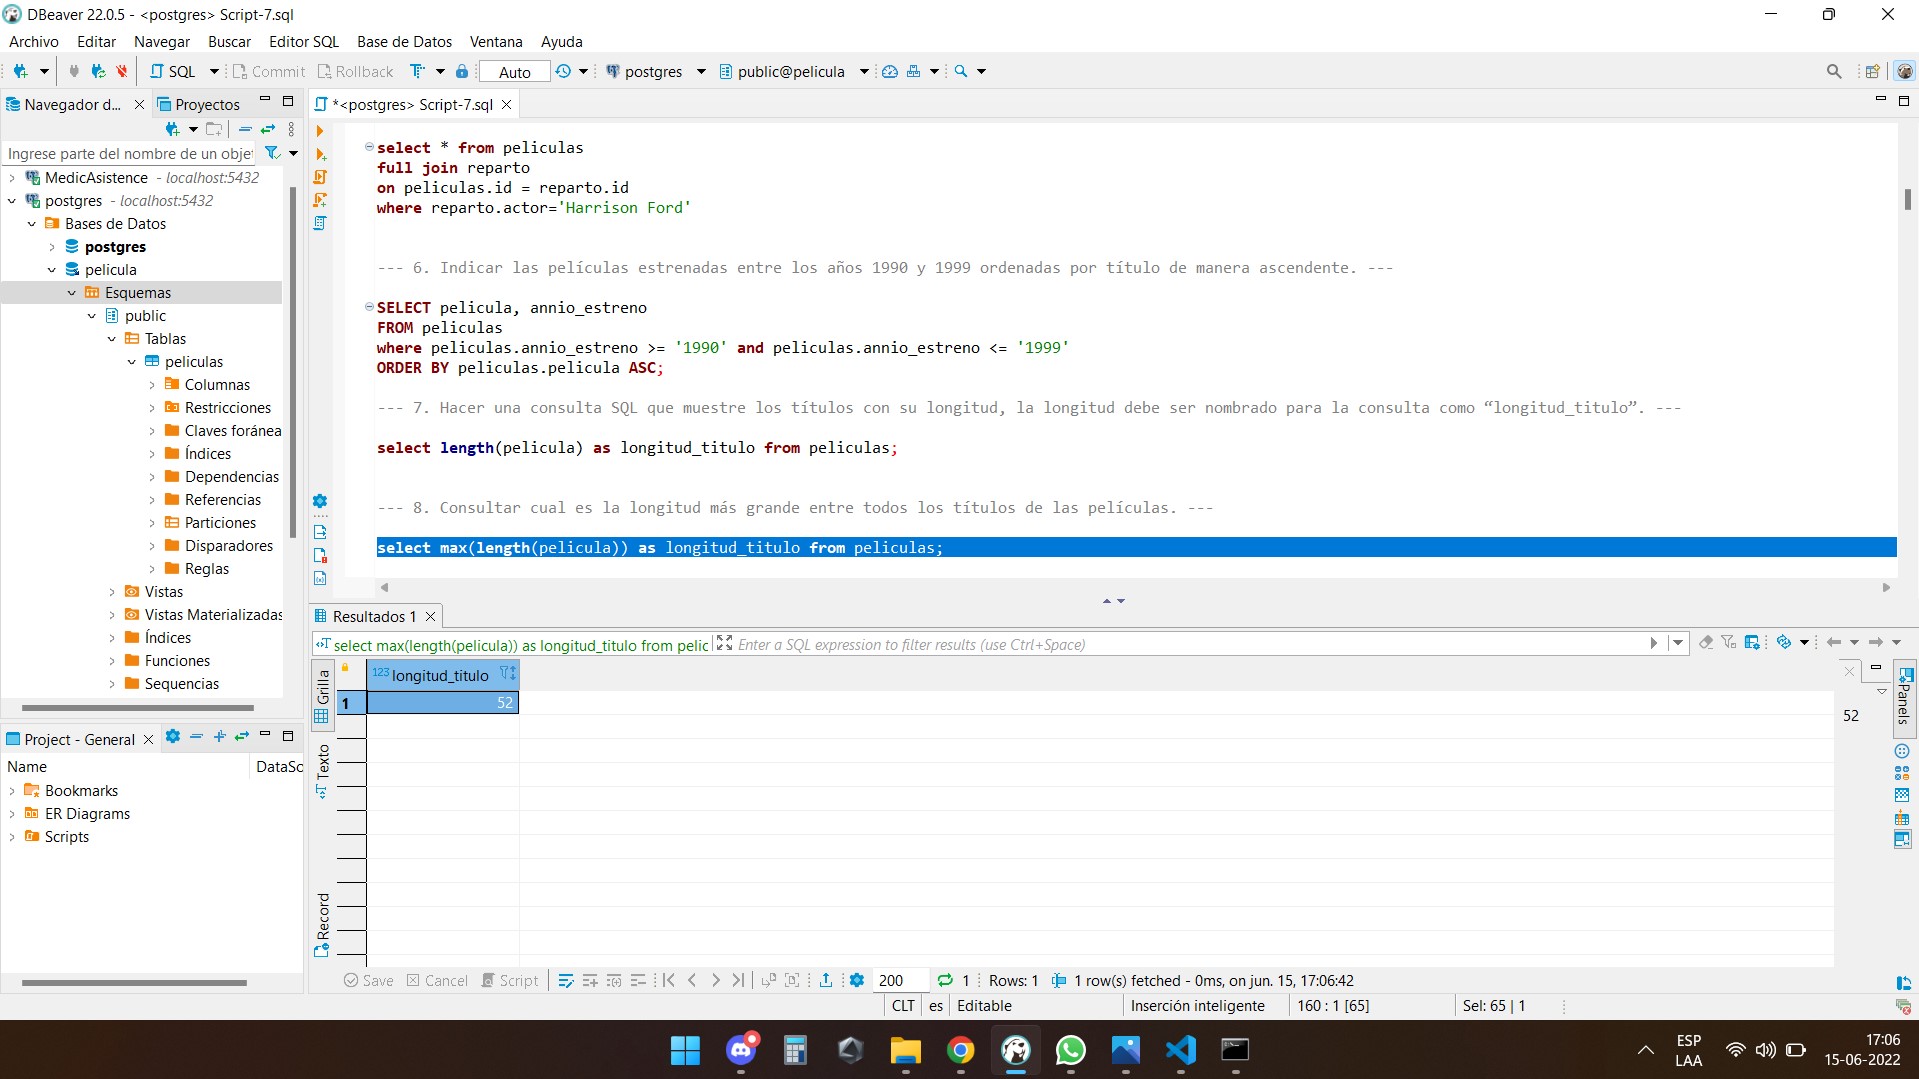 DBeaver 22.0.5 - <postgres> Script-7.sql
Archivo Editar Navegar Buscar Editor SQL Base de Datos Ventana Ayuda
SQL Commit Rollback Auto postgres public@pelicula
Navegador d... Proyectos
*<postgres> Script-7.sql
Ingrese parte del nombre de un obje
MedicAsistence - localhost:5432
postgres - localhost:5432
Bases de Datos
postgres
pelicula
Esquemas
public
Tablas
peliculas
Columnas
Restricciones
Claves foránea
Índices
Dependencias
Referencias
Particiones
Disparadores
Reglas
Vistas
Vistas Materializadas
Índices
Funciones
Sequencias
select * from peliculas
full join reparto
on peliculas.id = reparto.id
where reparto.actor='Harrison Ford'
--- 6. Indicar las películas estrenadas entre los años 1990 y 1999 ordenadas por título de manera ascendente. ---
SELECT pelicula, annio_estreno
FROM peliculas
where peliculas.annio_estreno >= '1990' and peliculas.annio_estreno <= '1999'
ORDER BY peliculas.pelicula ASC;
--- 7. Hacer una consulta SQL que muestre los títulos con su longitud, la longitud debe ser nombrado para la consulta como “longitud_titulo”. ---
select length(pelicula) as longitud_titulo from peliculas;
--- 8. Consultar cual es la longitud más grande entre todos los títulos de las películas. ---
select max(length(pelicula)) as longitud_titulo from peliculas;
Project - General
Name DataSc
Bookmarks
ER Diagrams
Scripts
Resultados 1
select max(length(pelicula)) as longitud_titulo from pelic
Enter a SQL expression to filter results (use Ctrl+Space)
Grilla
Texto
Record
123 longitud_titulo
1 52
52
Panels
Save Cancel Script 200 1 Rows: 1 1 row(s) fetched - 0ms, on jun. 15, 17:06:42
CLT es Editable Inserción inteligente 160 : 1 [65] Sel: 65 | 1
ESP
LAA
17:06
15-06-2022